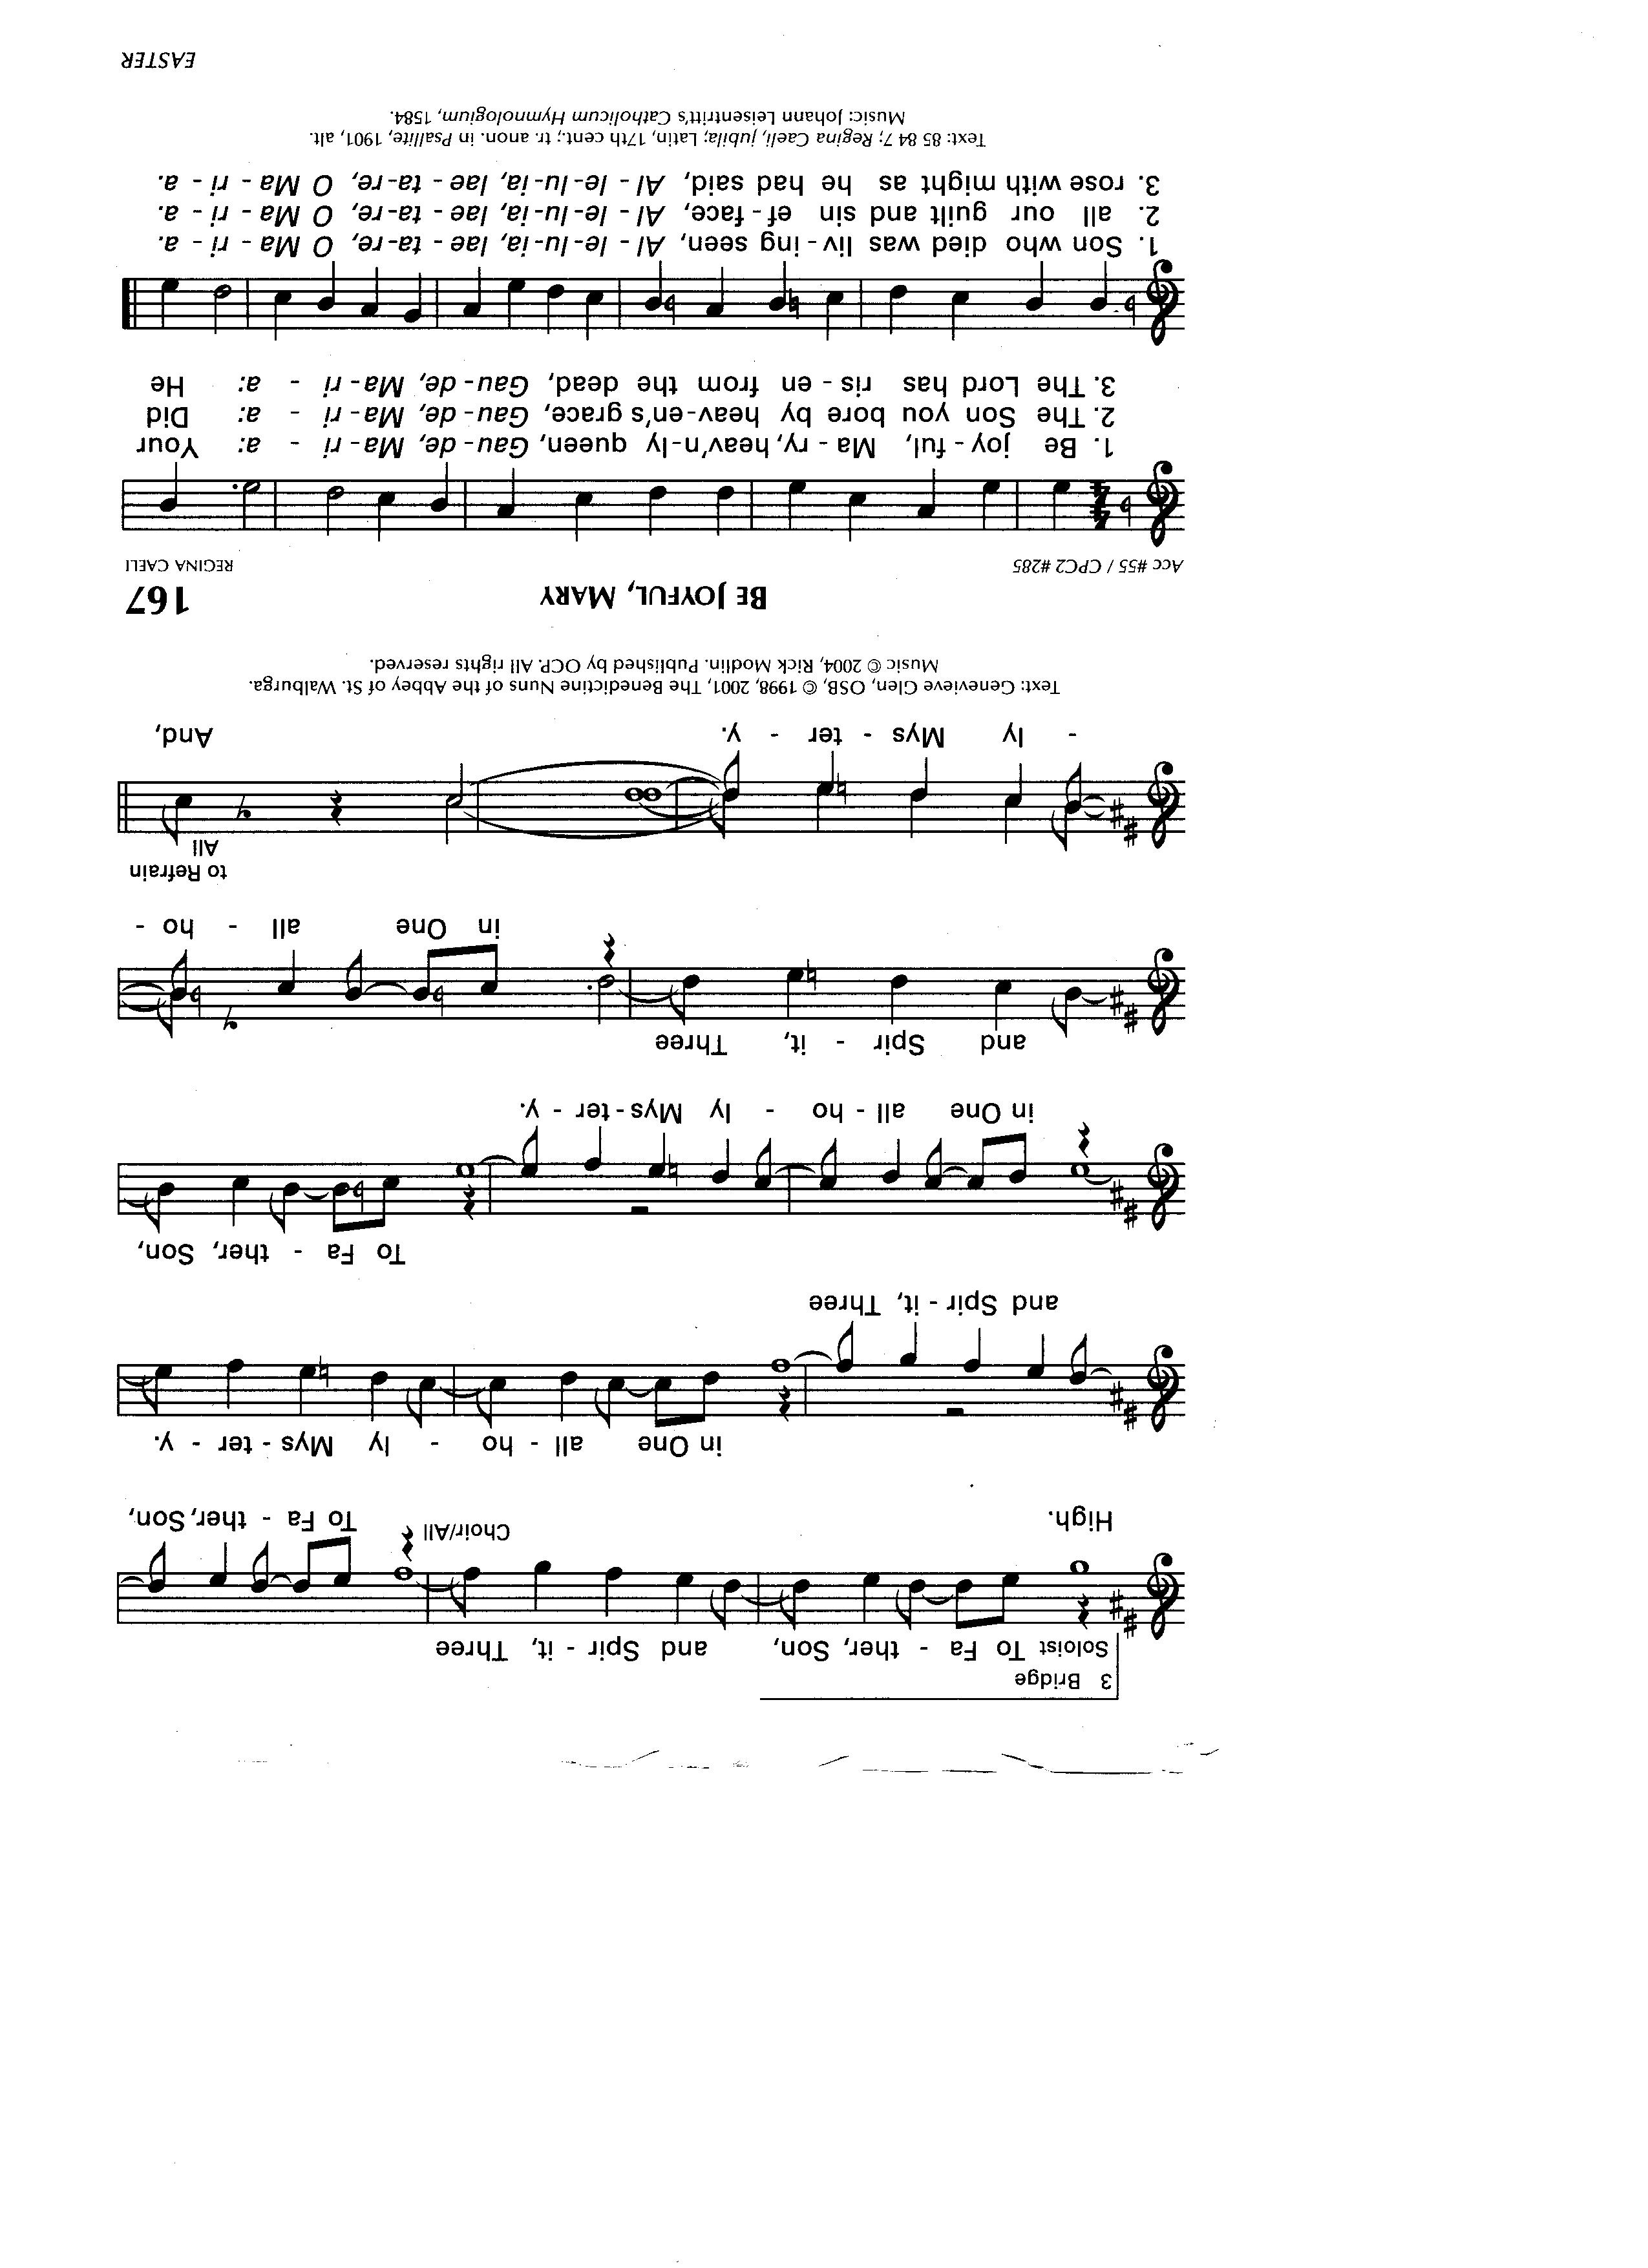 3 Bridge
Soloist To Fa - ther, Son, and Spir - it, Three
High. Choir/All To Fa - ther, Son,
in One all - ho - ly Mys - ter - y.
and Spir - it, Three
To Fa - ther, Son,
in One all - ho - ly Mys - ter - y.
and Spir - it, Three
in One all - ho -
to Refrain
All
- ly Mys - ter - y. And,
Text: Genevieve Glen, OSB, © 1998, 2001, The Benedictine Nuns of the Abbey of St. Walburga.
Music © 2004, Rick Modlin. Published by OCP. All rights reserved.
167 BE JOYFUL, MARY
Acc #55 / CPC2 #285 REGINA CAELI
1. Be joy - ful, Ma - ry, heav'n - ly queen, Gau - de, Ma - ri - a: Your
2. The Son you bore by heav - en's grace, Gau - de, Ma - ri - a: Did
3. The Lord has ris - en from the dead, Gau - de, Ma - ri - a: He
1. Son who died was liv - ing seen, Al - le - lu - ia, lae - ta - re, O Ma - ri - a.
2. all our guilt and sin ef - face, Al - le - lu - ia, lae - ta - re, O Ma - ri - a.
3. rose with might as he had said, Al - le - lu - ia, lae - ta - re, O Ma - ri - a.
Text: 85 84 7; Regina Caeli, jubila; Latin, 17th cent.; tr. anon. in Psallite, 1901, alt.
Music: Johann Leisentritt's Catholicum Hymnologium, 1584.
EASTER